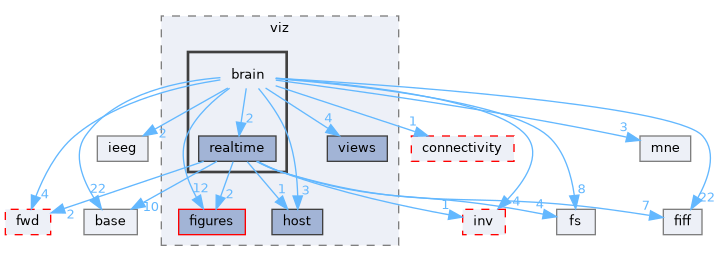 viz
brain
2
4
1
2
3
ieeg
realtime
views
connectivity
mne
4
22
12
2
1
3
4
8
22
2
10
1
4
7
fwd
base
figures
host
inv
fs
fiff